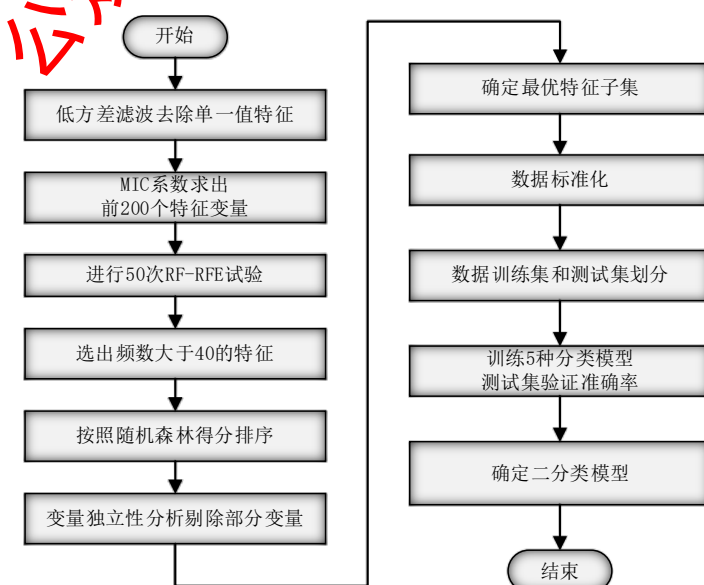 公众
开始
低方差滤波去除单一值特征
MIC系数求出
前200个特征变量
进行50次RF-RFE试验
选出频数大于40的特征
按照随机森林得分排序
变量独立性分析剔除部分变量
确定最优特征子集
数据标准化
数据训练集和测试集划分
训练5种分类模型
测试集验证准确率
确定二分类模型
结束